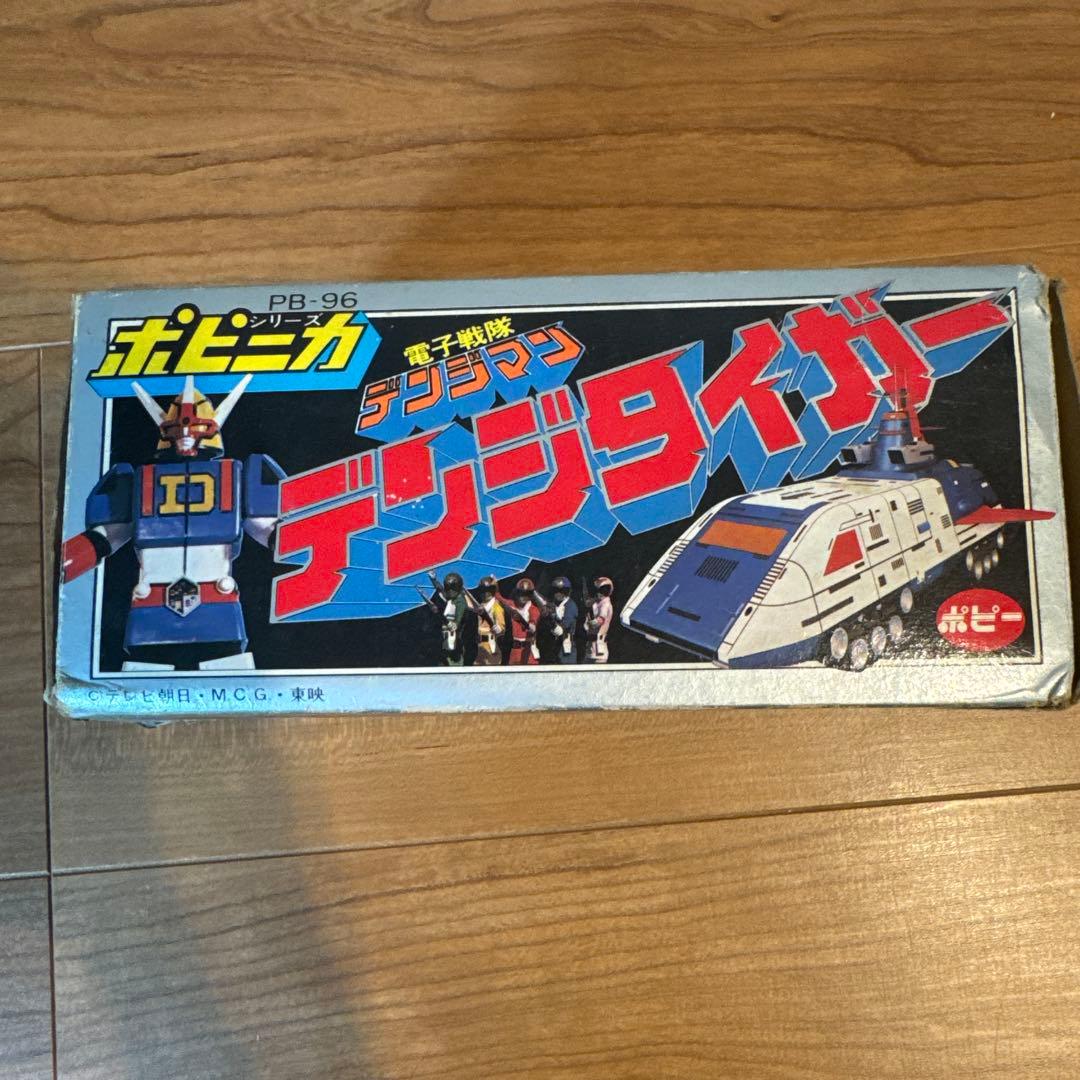 PB-96
ポピニカ
シリーズ
電子戦隊
デンジマン
デンジタイガー
D
ポピー
©テレビ朝日・M.C.G.・東映